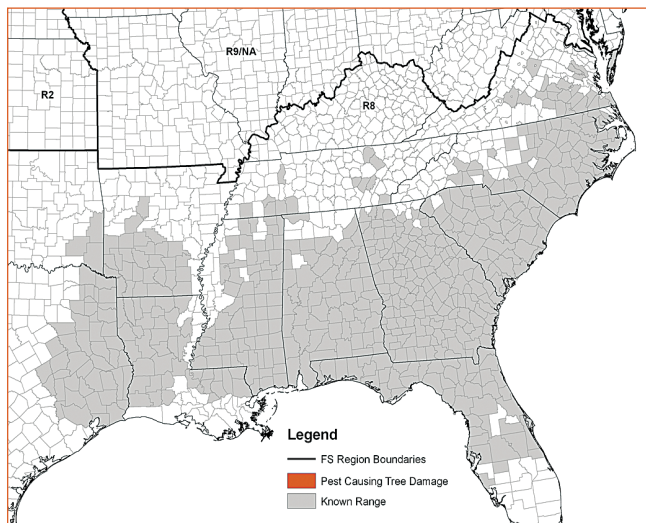 R9/NA
R2
R8
Legend
FS Region Boundaries
Pest Causing Tree Damage
Known Range